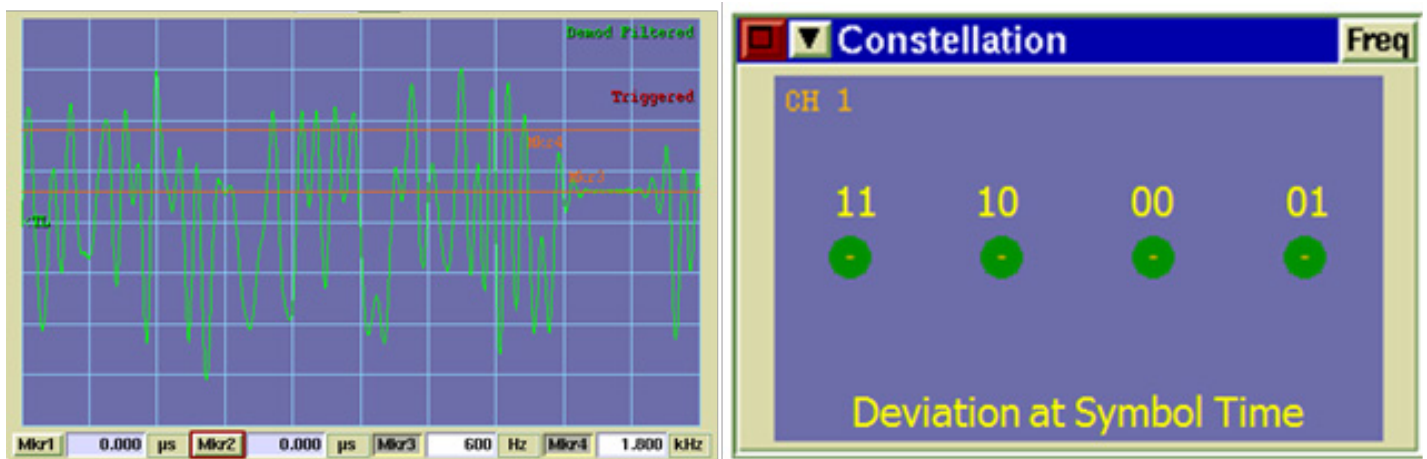 Demod Filtered
Triggered
Mkr4
Mkr3
<TL
Mkr1 0.000 µs Mkr2 0.000 µs Mkr3 600 Hz Mkr4 1.800 kHz
Constellation Freq
CH 1
11 10 00 01
Deviation at Symbol Time